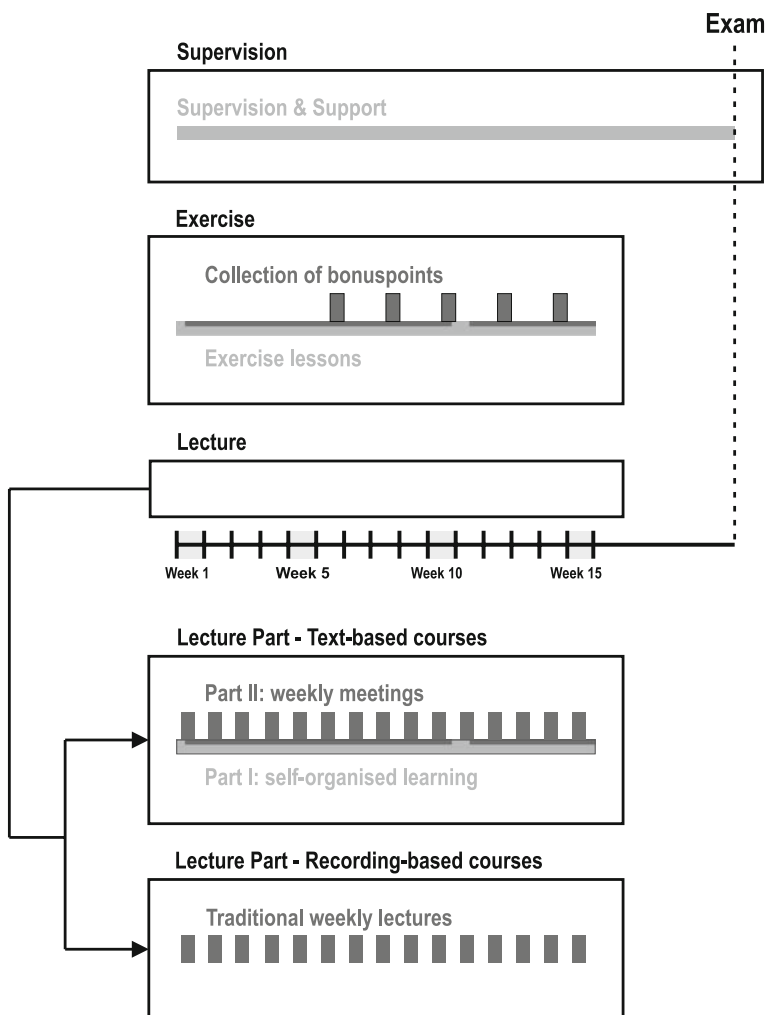 Exam
Supervision
Supervision & Support
Exercise
Collection of bonuspoints
Exercise lessons
Lecture
Week 1 Week 5 Week 10 Week 15
Lecture Part - Text-based courses
Part II: weekly meetings
Part I: self-organised learning
Lecture Part - Recording-based courses
Traditional weekly lectures